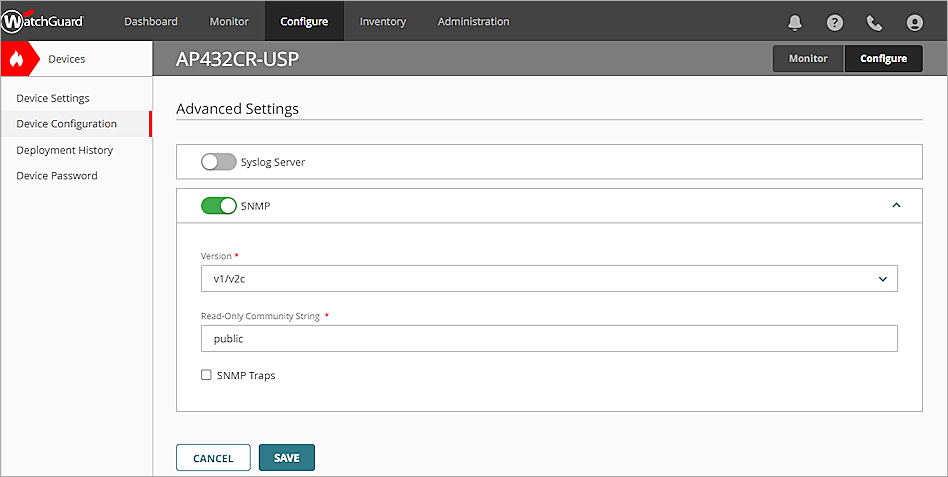 WatchGuard Dashboard Monitor Configure Inventory Administration
Devices AP432CR-USP Monitor Configure
Device Settings
Device Configuration
Deployment History
Device Password
Advanced Settings
Syslog Server
SNMP
Version *
v1/v2c
Read-Only Community String *
public
SNMP Traps
CANCEL SAVE